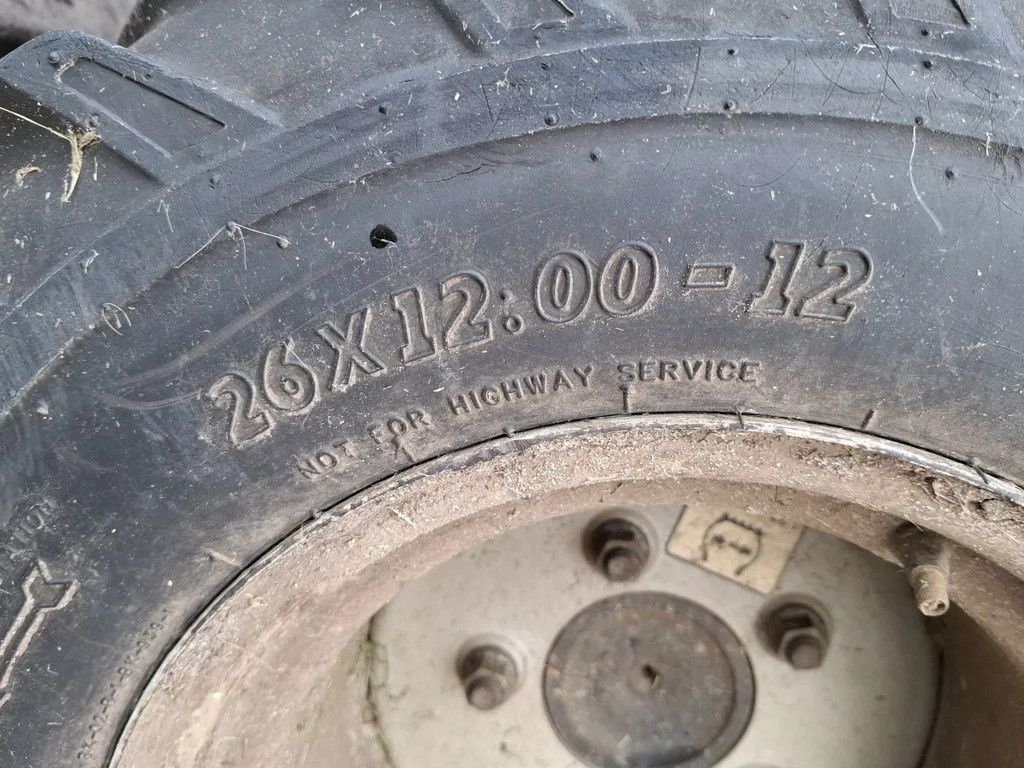 26X12:00-12
NOT FOR HIGHWAY SERVICE